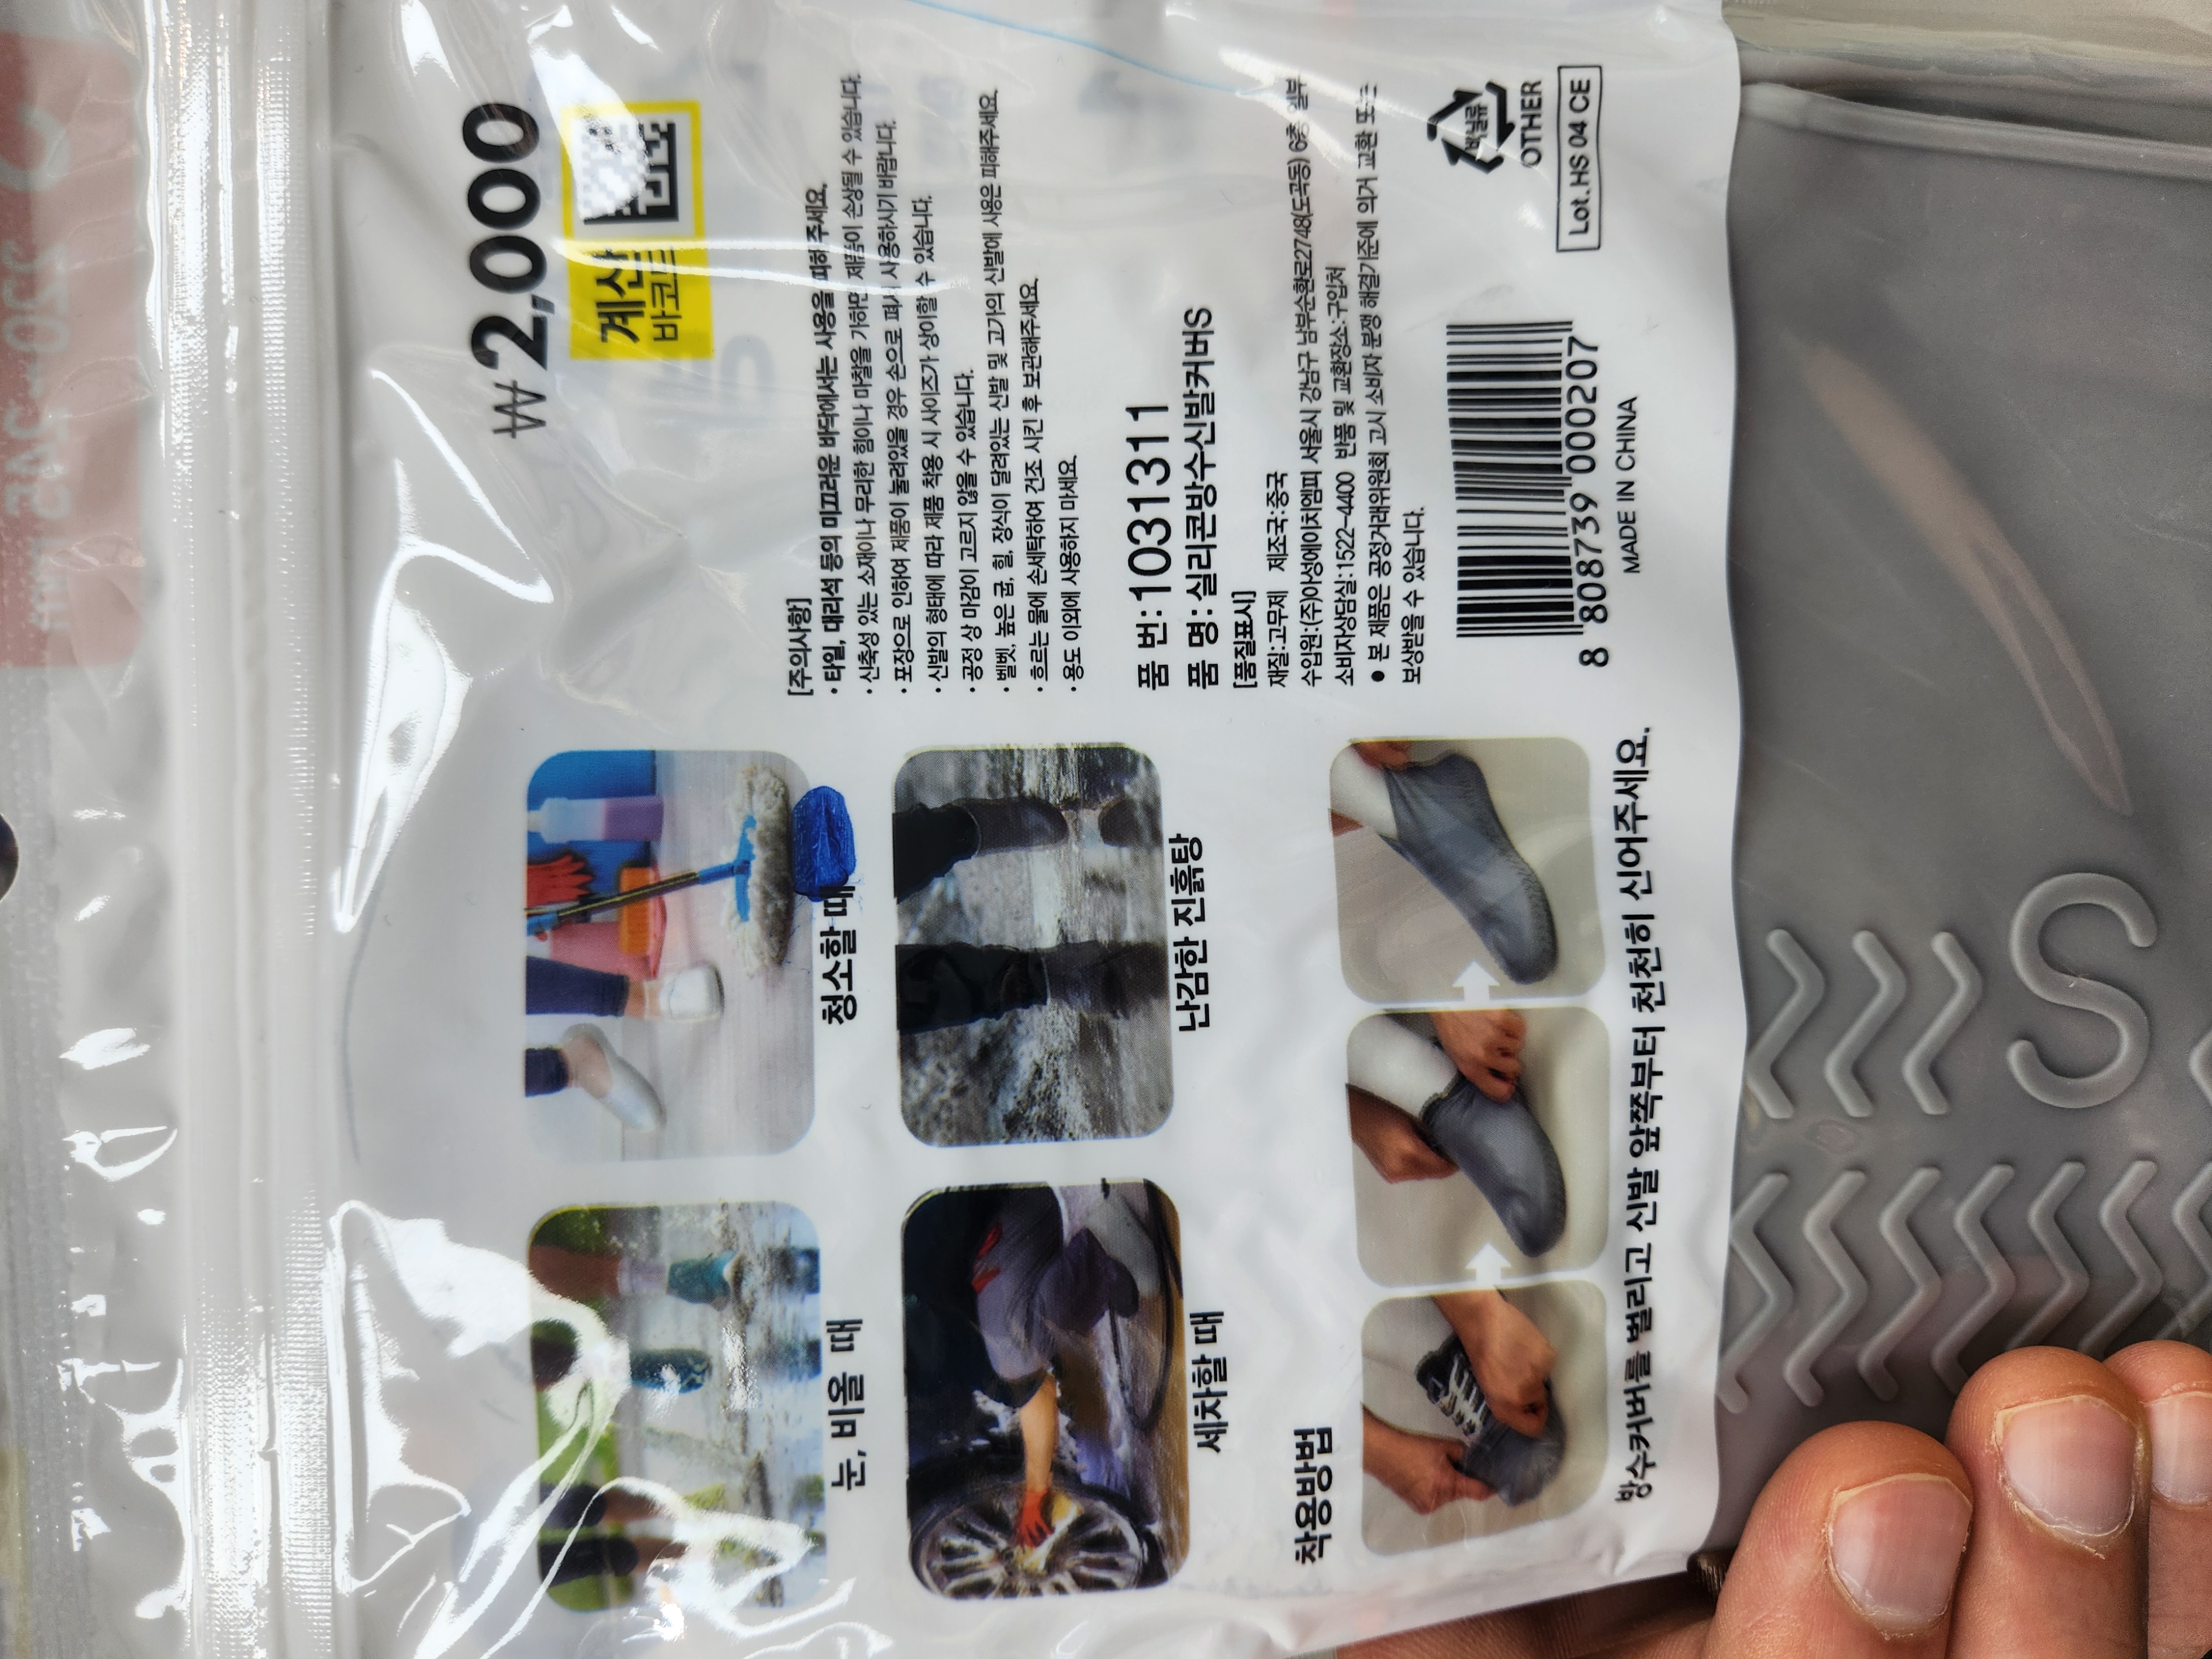 ₩2,000
계산
바코드
[주의사항]
· 타일, 대리석 등의 미끄러운 바닥에서는 사용을 피해 주세요.
· 신축성 있는 소재이나 무리한 힘이나 마찰을 가하면 제품이 손상될 수 있습니다.
· 포장으로 인하여 제품이 눌려있을 경우 손으로 펴서 사용하시기 바랍니다.
· 신발의 형태에 따라 제품 착용 시 사이즈가 상이할 수 있습니다.
· 공정 상 마감이 고르지 않을 수 있습니다.
· 벨벳, 높은 굽, 힐, 장식이 달려있는 신발 및 고가의 신발에 사용은 피해주세요.
· 흐르는 물에 손세탁하여 건조 시킨 후 보관해주세요.
· 용도 이외에 사용하지 마세요.
품 번:1031311
품 명:실리콘방수신발커버S
[품질표시]
재질:고무제 제조국:중국
수입원:(주)아성에이치엠피 서울시 강남구 남부순환로2748(도곡동) 6층 일부
소비자상담실:1522-4400 반품 및 교환장소:구입처
● 본 제품은 공정거래위원회 고시 소비자 분쟁 해결기준에 의거 교환 또는
보상받을 수 있습니다.
8 808739 000207
MADE IN CHINA
비닐류
OTHER
Lot.HS 04 CE
눈, 비올 때
청소할 때
세차할 때
난감한 진흙탕
착용방법
방수커버를 벌리고 신발 앞쪽부터 천천히 신어주세요.
S
220~245 mm